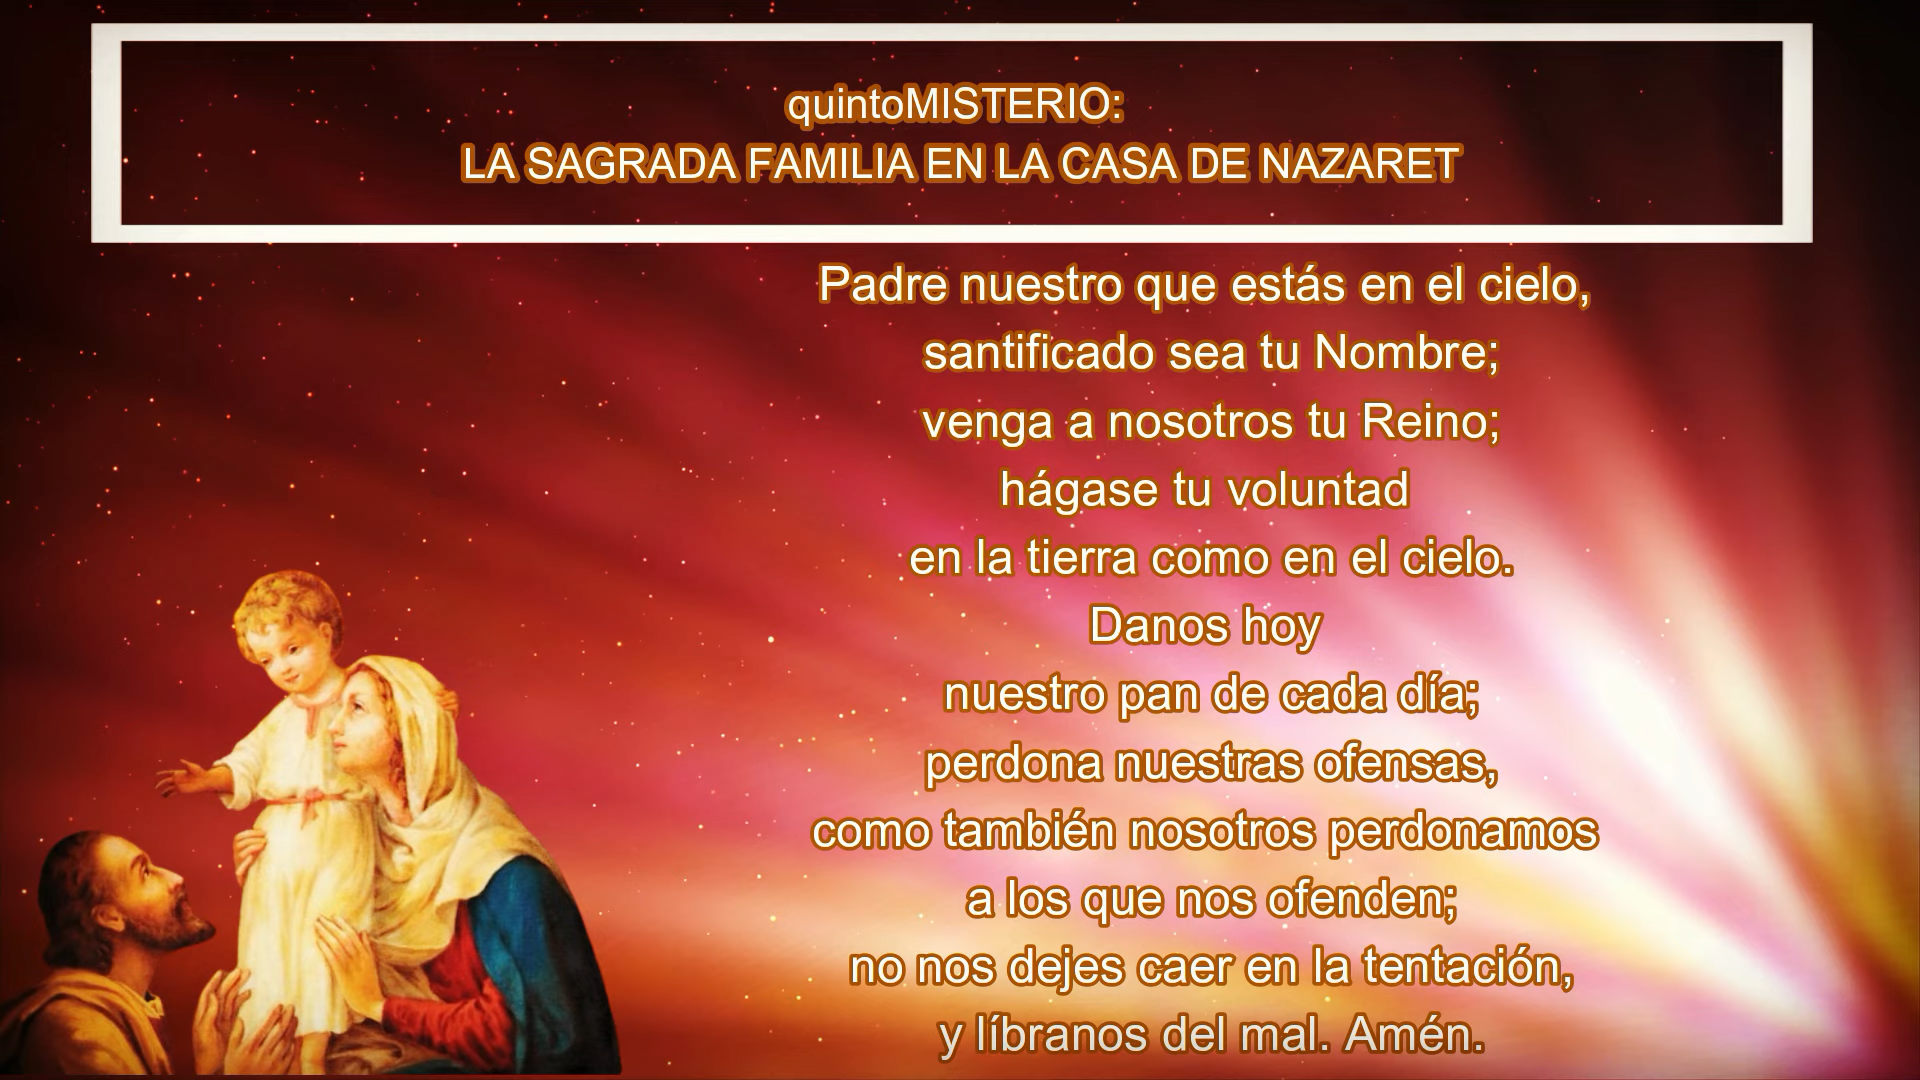 quintoMISTERIO:
LA SAGRADA FAMILIA EN LA CASA DE NAZARET
Padre nuestro que estás en el cielo,
santificado sea tu Nombre;
venga a nosotros tu Reino;
hágase tu voluntad
en la tierra como en el cielo.
Danos hoy
nuestro pan de cada día;
perdona nuestras ofensas,
como también nosotros perdonamos
a los que nos ofenden;
no nos dejes caer en la tentación,
y líbranos del mal. Amén.